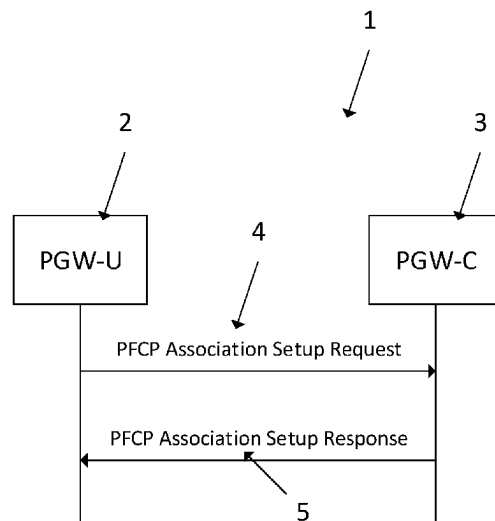 1
2
3
PGW-U
4
PGW-C
PFCP Association Setup Request
PFCP Association Setup Response
5